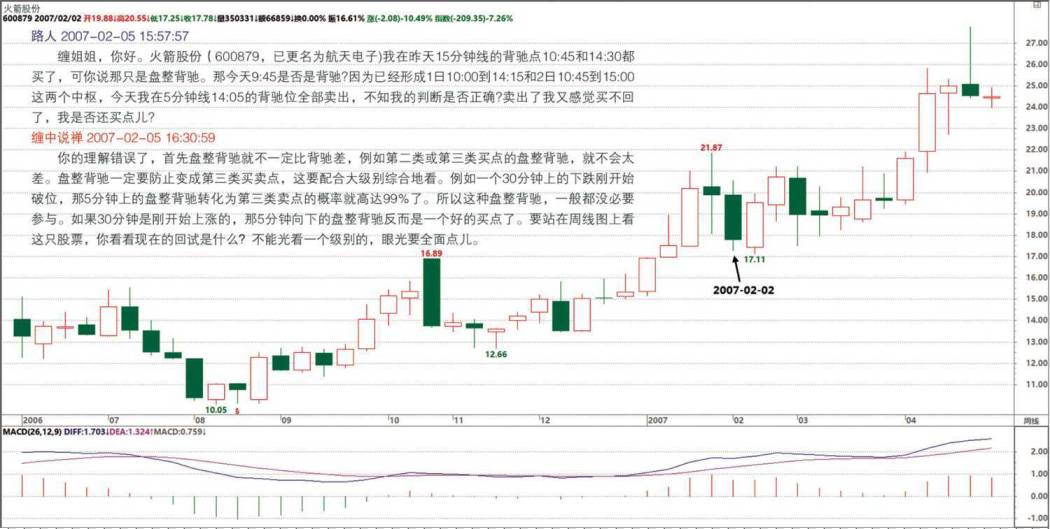 火箭股份
600879 2007/02/02 开19.88↓高20.55↓低17.25↓收17.78↓量350331↓额66859↓换0.00% 振16.61% 涨(-2.08)-10.49% 指数(-209.35)-7.26%
路人 2007-02-05 15:57:57
缠姐姐，你好。火箭股份（600879，已更名为航天电子)我在昨天15分钟线的背驰点10:45和14:30都
买了，可你说那只是盘整背驰。那今天9:45是否是背驰?因为已经形成1日10:00到14:15和2日10:45到15:00
这两个中枢，今天我在5分钟线14:05的背驰位全部卖出，不知我的判断是否正确?卖出了我又感觉买不回
了，我是否还买点儿？
缠中说禅 2007-02-05 16:30:59
你的理解错误了，首先盘整背驰就不一定比背驰差，例如第二类或第三类买点的盘整背驰，就不会太
差。盘整背驰一定要防止变成第三类买卖点，这要配合大级别综合地看。例如一个30分钟上的下跌刚开始
破位，那5分钟上的盘整背驰转化为第三类卖点的概率就高达99%了。所以这种盘整背驰，一般都没必要
参与。如果30分钟是刚开始上涨的，那5分钟向下的盘整背驰反而是一个好的买点了。要站在周线图上看
这只股票，你看看现在的回试是什么？不能光看一个级别的，眼光要全面点儿。
27.00
26.00
25.00
24.00
23.00
22.00
21.00
20.00
19.00
18.00
17.00
16.00
15.00
14.00
13.00
12.00
11.00
21.87
16.89
17.11
2007-02-02
12.66
10.05
2006 07 08 09 10 11 12 2007 02 03 04 周线
MACD(26,12,9) DIFF:1.703↓DEA:1.324↑MACD:0.759↓
2.00
1.00
0.00
-1.00